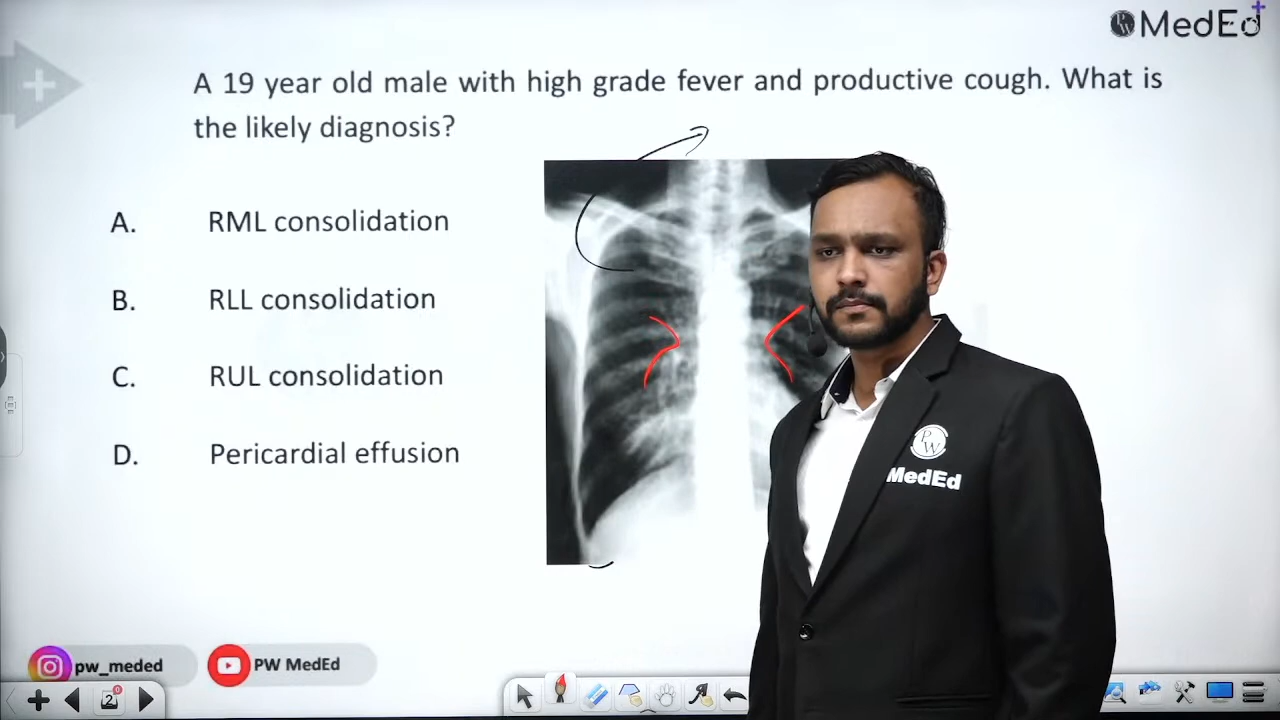 MedEd
A 19 year old male with high grade fever and productive cough. What is
the likely diagnosis?
A. RML consolidation
B. RLL consolidation
C. RUL consolidation
D. Pericardial effusion
PW
MedEd
pw_meded
PW MedEd
2